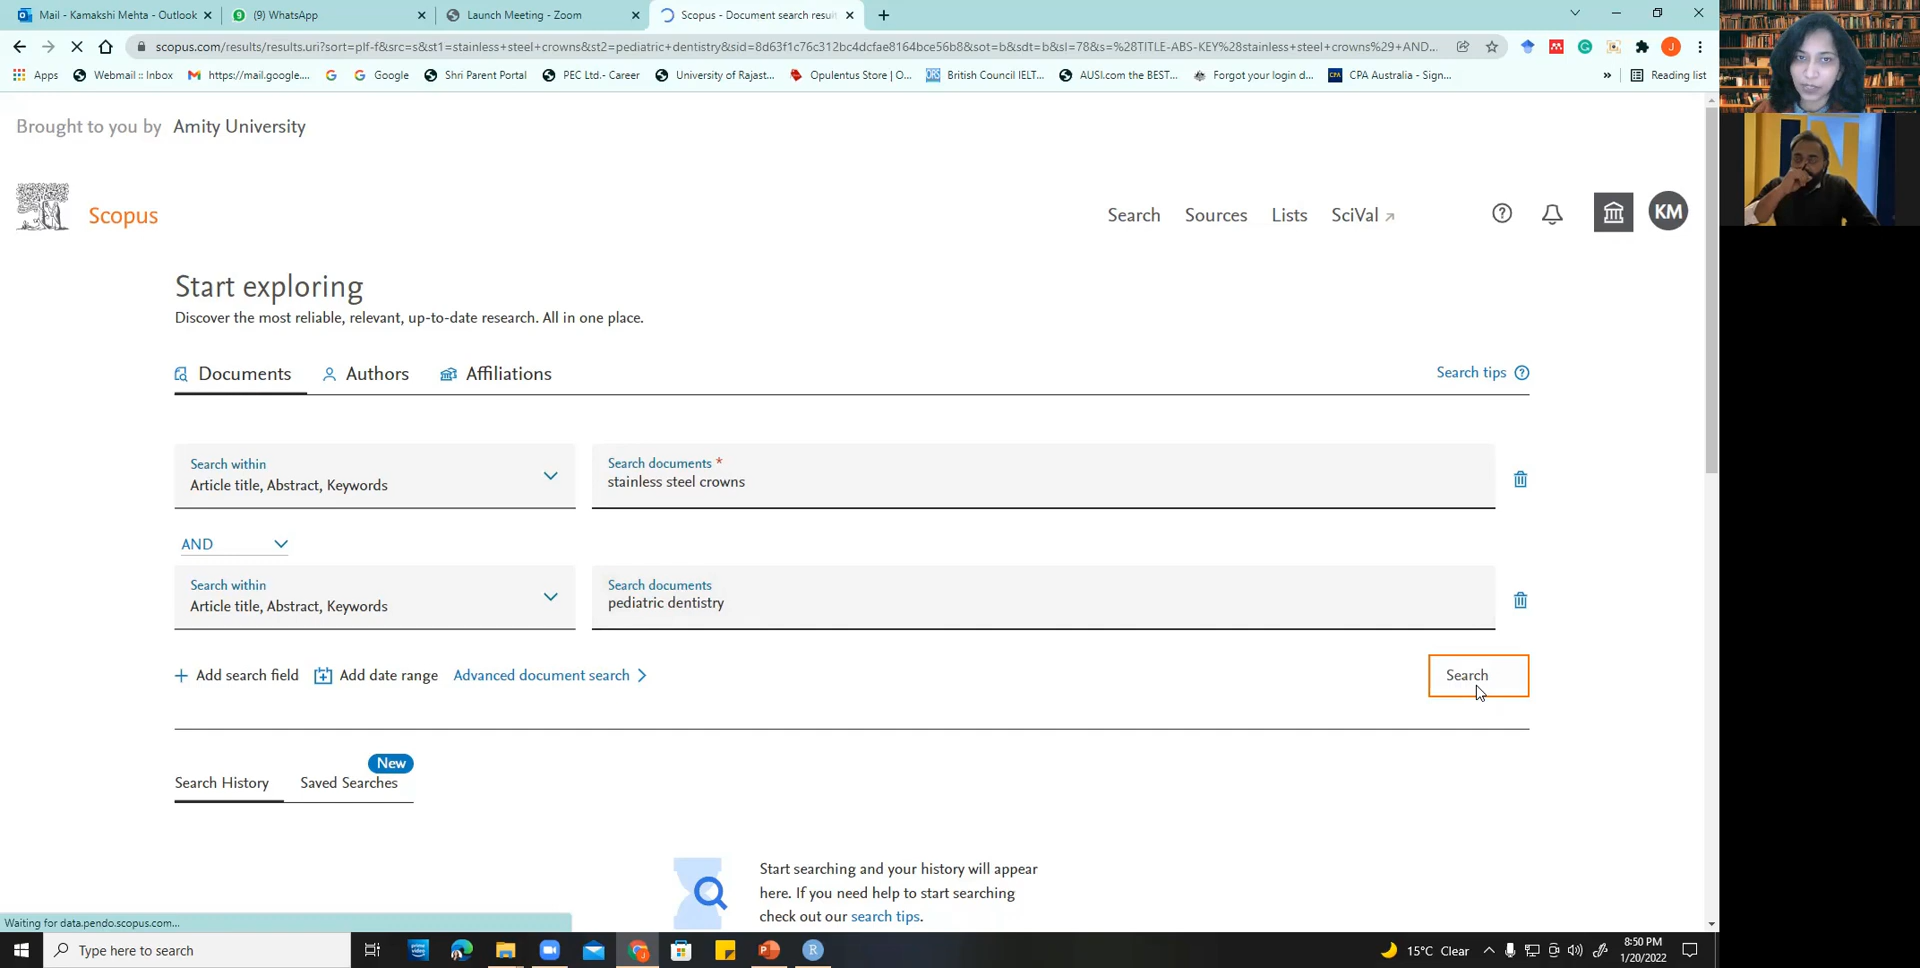 Mail - Kamakshi Mehta - Outlook
(9) WhatsApp
Launch Meeting - Zoom
Scopus - Document search resul
scopus.com/results/results.uri?sort=plf-f&src=s&st1=stainless+steel+crowns&st2=pediatric+dentistry&sid=8d63f1c76c312bc4dcfae8164bce56b8&sot=b&sdt=b&sl=78&s=%28TITLE-ABS-KEY%28stainless+steel+crowns%29+AND...
Apps
Webmail :: Inbox
https://mail.google....
Google
Shri Parent Portal
PEC Ltd.- Career
University of Rajast...
Opulentus Store | O...
British Council IELT...
AUSI.com the BEST...
Forgot your login d...
CPA Australia - Sign...
»
Reading list
Brought to you by Amity University
Scopus
Search
Sources
Lists
SciVal
KM
Start exploring
Discover the most reliable, relevant, up-to-date research. All in one place.
Documents
Authors
Affiliations
Search tips
Search within
Article title, Abstract, Keywords
Search documents *
stainless steel crowns
AND
Search within
Article title, Abstract, Keywords
Search documents
pediatric dentistry
Add search field
Add date range
Advanced document search
Search
New
Search History
Saved Searches
Start searching and your history will appear
here. If you need help to start searching
check out our search tips.
Waiting for data.pendo.scopus.com...
Type here to search
15°C Clear
8:50 PM
1/20/2022